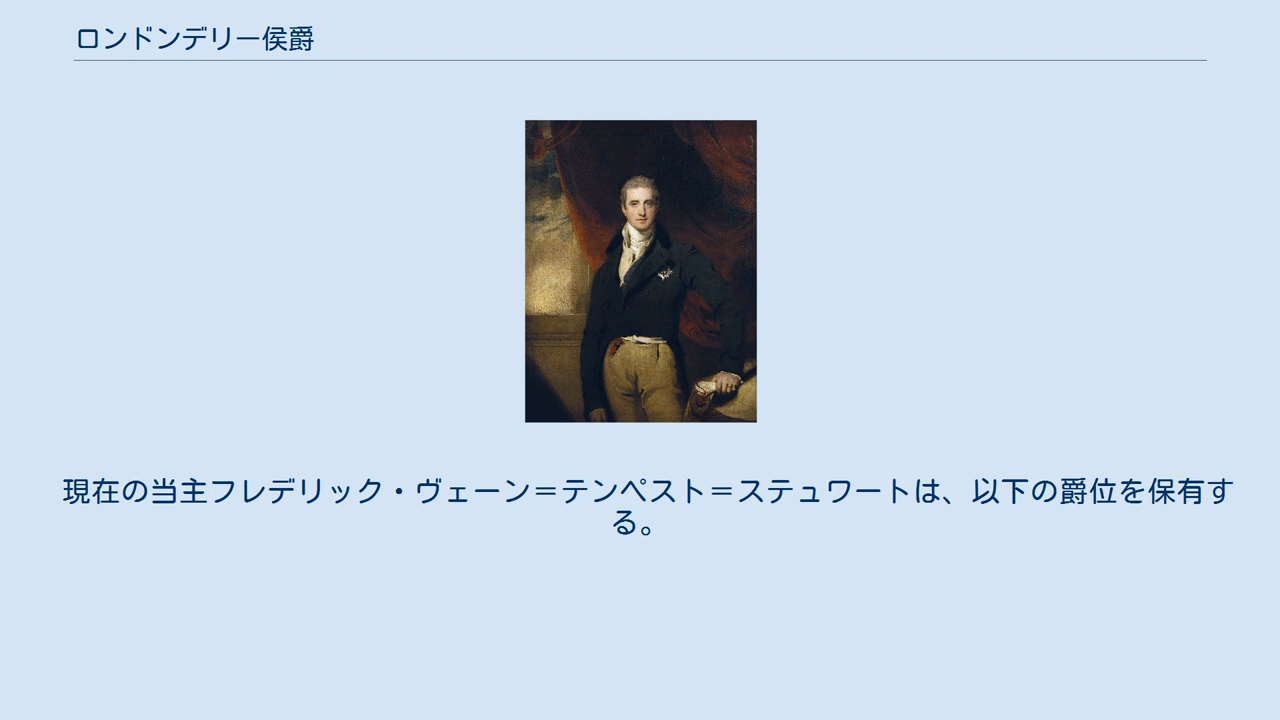 ロンドンデリー侯爵
現在の当主フレデリック・ヴェーン＝テンペスト＝ステュワートは、以下の爵位を保有す
る。